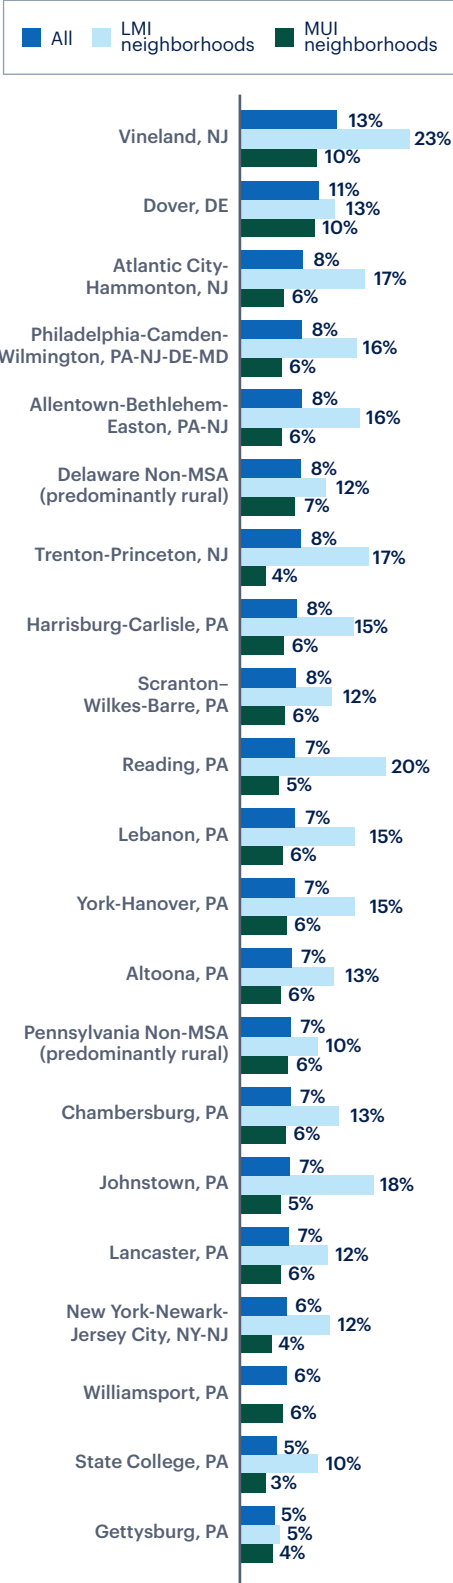 All
LMI
neighborhoods
MUI
neighborhoods
Vineland, NJ
13%
23%
10%
Dover, DE
11%
13%
10%
Atlantic City-
Hammonton, NJ
8%
17%
6%
Philadelphia-Camden-
Wilmington, PA-NJ-DE-MD
8%
16%
6%
Allentown-Bethlehem-
Easton, PA-NJ
8%
16%
6%
Delaware Non-MSA
(predominantly rural)
8%
12%
7%
Trenton-Princeton, NJ
8%
17%
4%
Harrisburg-Carlisle, PA
8%
15%
6%
Scranton–
Wilkes-Barre, PA
8%
12%
6%
Reading, PA
7%
20%
5%
Lebanon, PA
7%
15%
6%
York-Hanover, PA
7%
15%
6%
Altoona, PA
7%
13%
6%
Pennsylvania Non-MSA
(predominantly rural)
7%
10%
6%
Chambersburg, PA
7%
13%
6%
Johnstown, PA
7%
18%
5%
Lancaster, PA
7%
12%
6%
New York-Newark-
Jersey City, NY-NJ
6%
12%
4%
Williamsport, PA
6%
6%
State College, PA
5%
10%
3%
Gettysburg, PA
5%
5%
4%